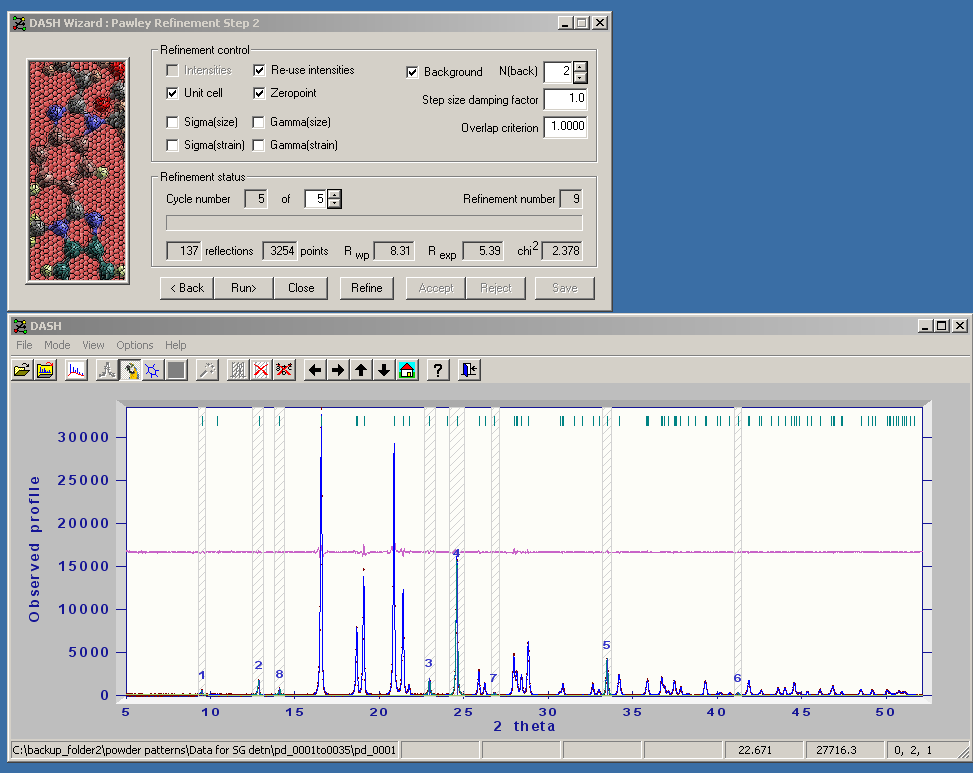 DASH Wizard : Pawley Refinement Step 2
Refinement control
Intensities Re-use intensities Background N(back) 2
Unit cell Zeropoint Step size damping factor 1.0
Sigma(size) Gamma(size) Overlap criterion 1.0000
Sigma(strain) Gamma(strain)
Refinement status
Cycle number 5 of 5 Refinement number 9
137 reflections 3254 points R wp 8.31 R exp 5.39 chi2 2.378
< Back Run> Close Refine Accept Reject Save
DASH
File Mode View Options Help
?
Observed profile
30000
25000
20000
15000
10000
5000
0
1
2
8
3
4
7
5
6
5 10 15 20 25 30 35 40 45 50
2 theta
C:\backup_folder2\powder patterns\Data for SG detn\pd_0001to0035\pd_0001 22.671 27716.3 0, 2, 1